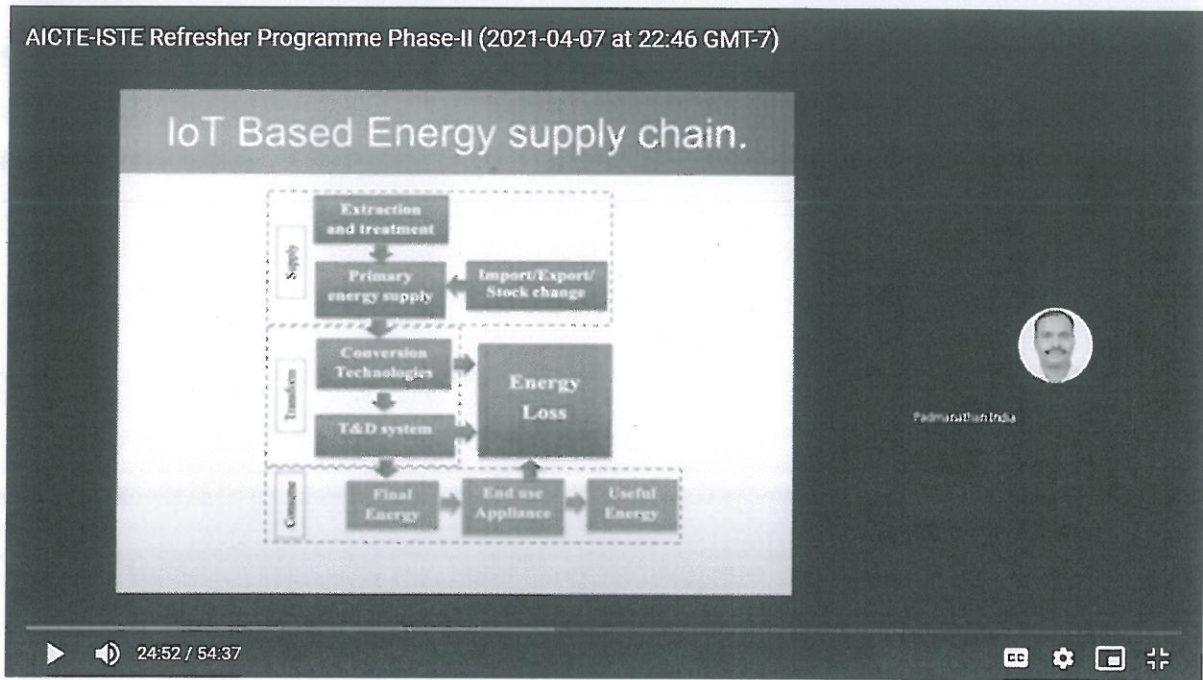 AICTE-ISTE Refresher Programme Phase-II (2021-04-07 at 22:46 GMT-7)
IoT Based Energy supply chain.
Supply
Extraction
and treatment
Primary
energy supply
Import/Export/
Stock change
Transform
Conversion
Technologies
Energy
Loss
T&D system
Consume
Final
Energy
End use
Appliance
Useful
Energy
Padmanathan India
24:52 / 54:37
CC